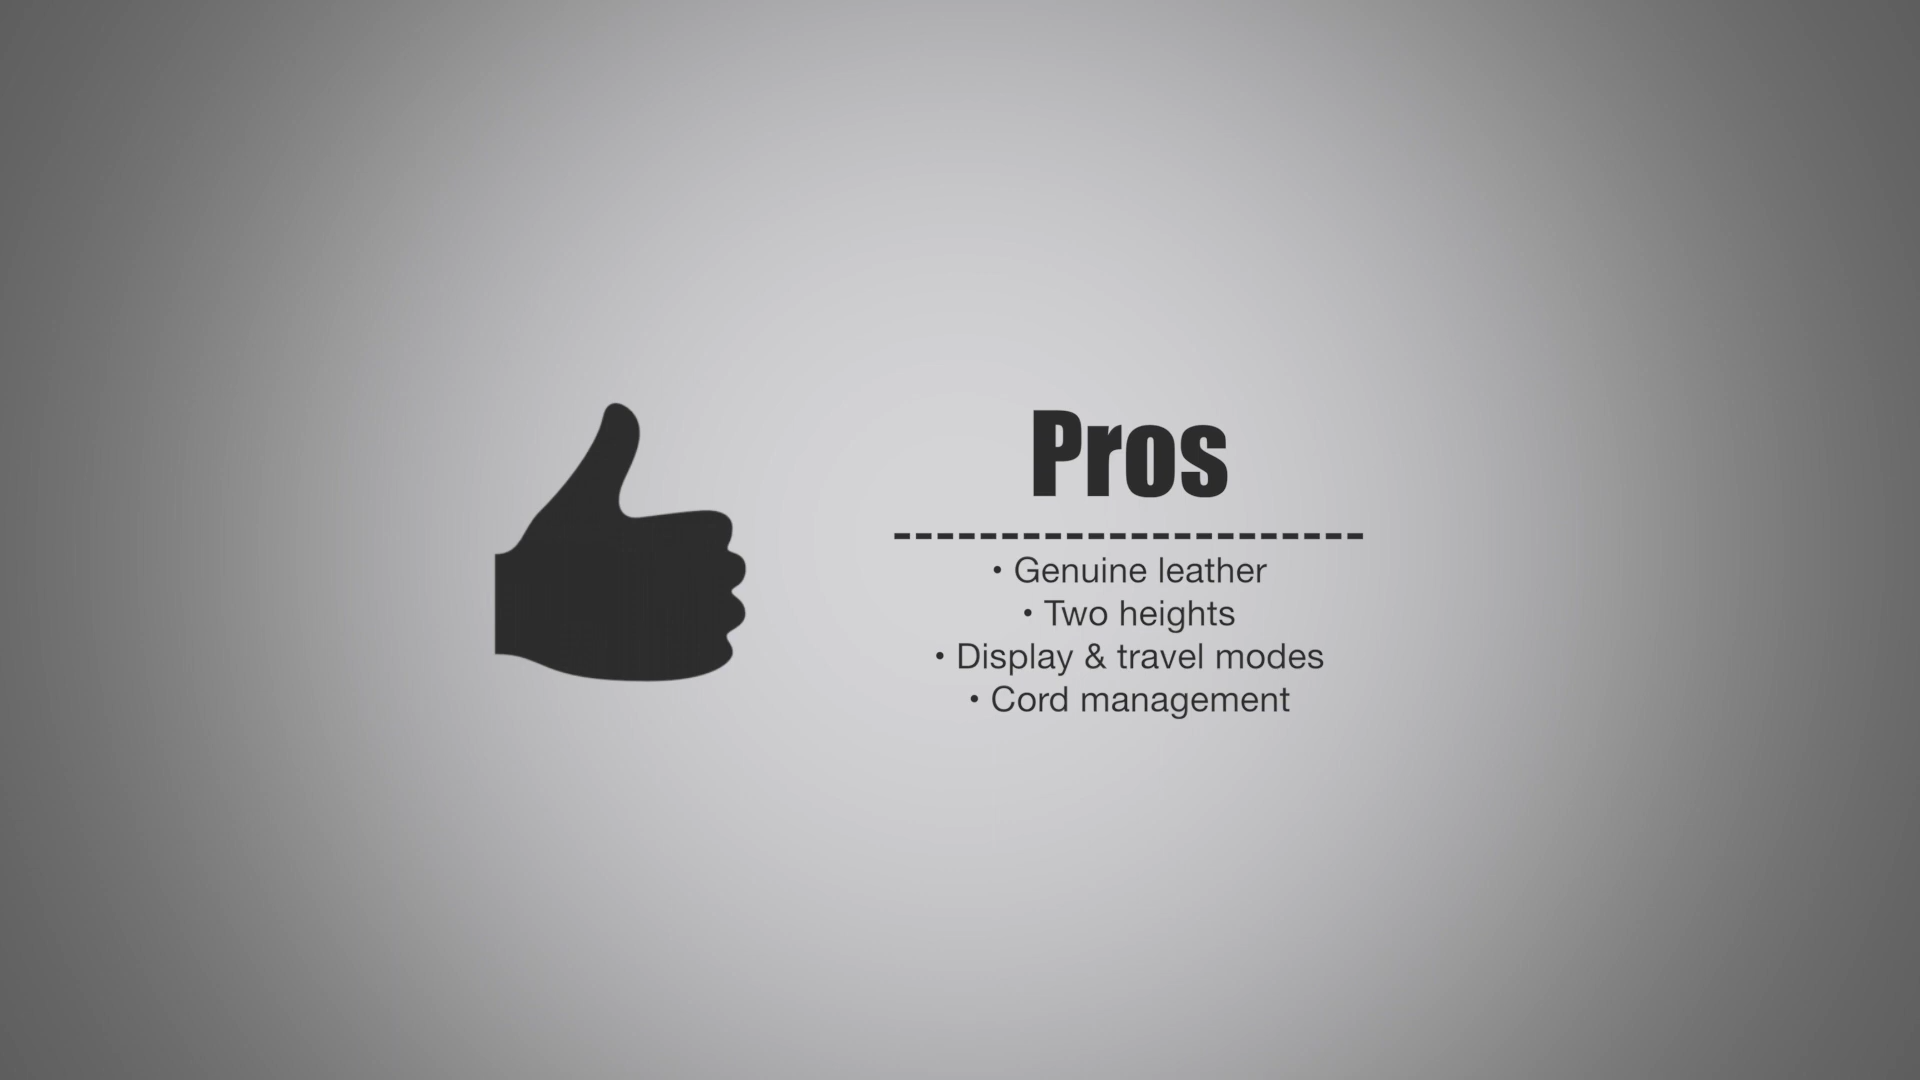 Pros
• Genuine leather
• Two heights
• Display & travel modes
• Cord management